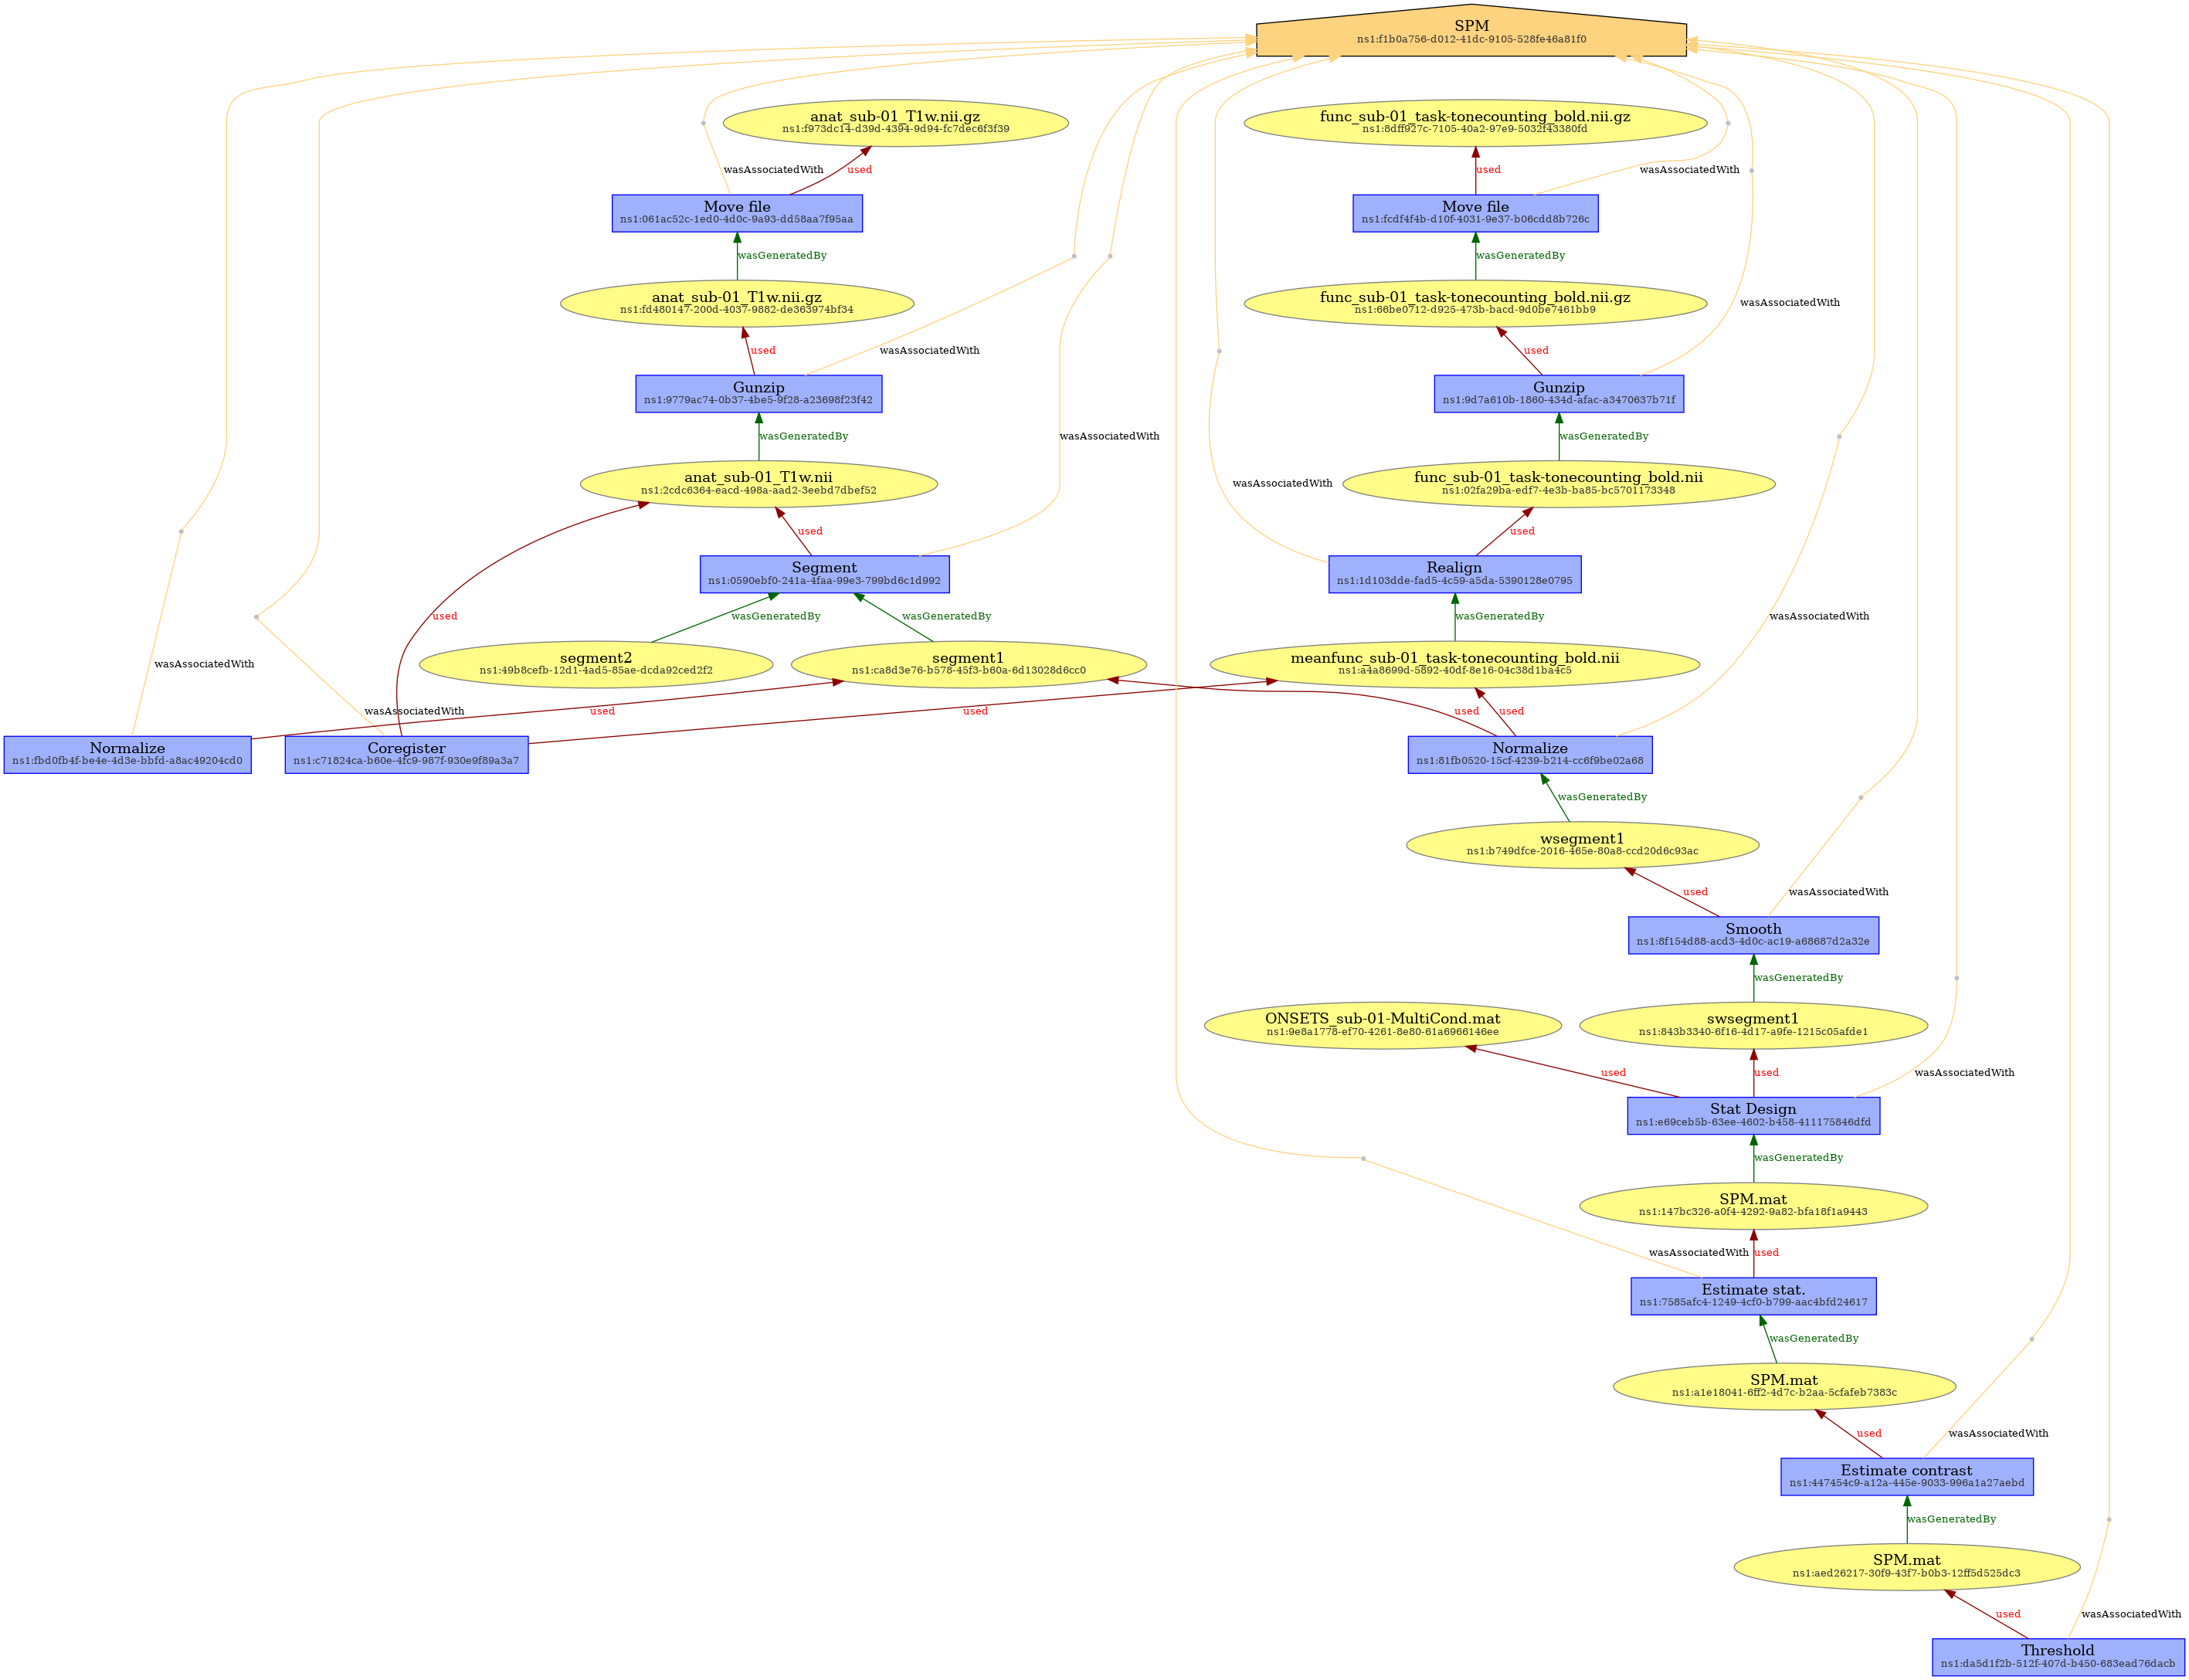 SPM
ns1:f1b0a756-d012-41dc-9105-528fe46a81f0
anat_sub-01_T1w.nii.gz
ns1:f973dc14-d39d-4394-9d94-fc7dec6f3f39
func_sub-01_task-tonecounting_bold.nii.gz
ns1:8dff927c-7105-40a2-97e9-5032f43380fd
wasAssociatedWith
used
used
wasAssociatedWith
Move file
ns1:061ac52c-1ed0-4d0c-9a93-dd58aa7f95aa
Move file
ns1:fcdf4f4b-d10f-4031-9e37-b06cdd8b726c
wasGeneratedBy
wasGeneratedBy
anat_sub-01_T1w.nii.gz
ns1:fd480147-200d-4037-9882-de363974bf34
func_sub-01_task-tonecounting_bold.nii.gz
ns1:66be0712-d925-473b-bacd-9d0be7461bb9
wasAssociatedWith
used
wasAssociatedWith
used
Gunzip
ns1:9779ac74-0b37-4be5-9f28-a23698f23f42
Gunzip
ns1:9d7a610b-1860-434d-afac-a3470637b71f
wasGeneratedBy
wasAssociatedWith
wasGeneratedBy
anat_sub-01_T1w.nii
ns1:2cdc6364-eacd-498a-aad2-3eebd7dbef52
wasAssociatedWith
func_sub-01_task-tonecounting_bold.nii
ns1:02fa29ba-edf7-4e3b-ba85-bc5701173348
used
used
Segment
ns1:0590ebf0-241a-4faa-99e3-799bd6c1d992
Realign
ns1:1d103dde-fad5-4c59-a5da-5390128e0795
used
wasGeneratedBy
wasGeneratedBy
wasGeneratedBy
wasAssociatedWith
segment2
ns1:49b8cefb-12d1-4ad5-85ae-dcda92ced2f2
segment1
ns1:ca8d3e76-b578-45f3-b60a-6d13028d6cc0
meanfunc_sub-01_task-tonecounting_bold.nii
ns1:a4a8699d-5892-40df-8e16-04c38d1ba4c5
wasAssociatedWith
wasAssociatedWith
used
used
used
used
Normalize
ns1:fbd0fb4f-be4e-4d3e-bbfd-a8ac49204cd0
Coregister
ns1:c71824ca-b60e-4fc9-987f-930e9f89a3a7
Normalize
ns1:81fb0520-15cf-4239-b214-cc6f9be02a68
wasGeneratedBy
wsegment1
ns1:b749dfce-2016-465e-80a8-ccd20d6c93ac
used
wasAssociatedWith
Smooth
ns1:8f154d88-acd3-4d0c-ac19-a68687d2a32e
wasGeneratedBy
ONSETS_sub-01-MultiCond.mat
ns1:9e8a1778-ef70-4261-8e80-61a6966146ee
swsegment1
ns1:843b3340-6f16-4d17-a9fe-1215c05afde1
used
used
wasAssociatedWith
Stat Design
ns1:e69ceb5b-63ee-4602-b458-411175846dfd
wasGeneratedBy
SPM.mat
ns1:147bc326-a0f4-4292-9a82-bfa18f1a9443
wasAssociatedWith
used
Estimate stat.
ns1:7585afc4-1249-4cf0-b799-aac4bfd24617
wasGeneratedBy
SPM.mat
ns1:a1e18041-6ff2-4d7c-b2aa-5cfafeb7383c
used
wasAssociatedWith
Estimate contrast
ns1:447454c9-a12a-445e-9033-996a1a27aebd
wasGeneratedBy
SPM.mat
ns1:aed26217-30f9-43f7-b0b3-12ff5d525dc3
used
wasAssociatedWith
Threshold
ns1:da5d1f2b-512f-407d-b450-683ead76dacb